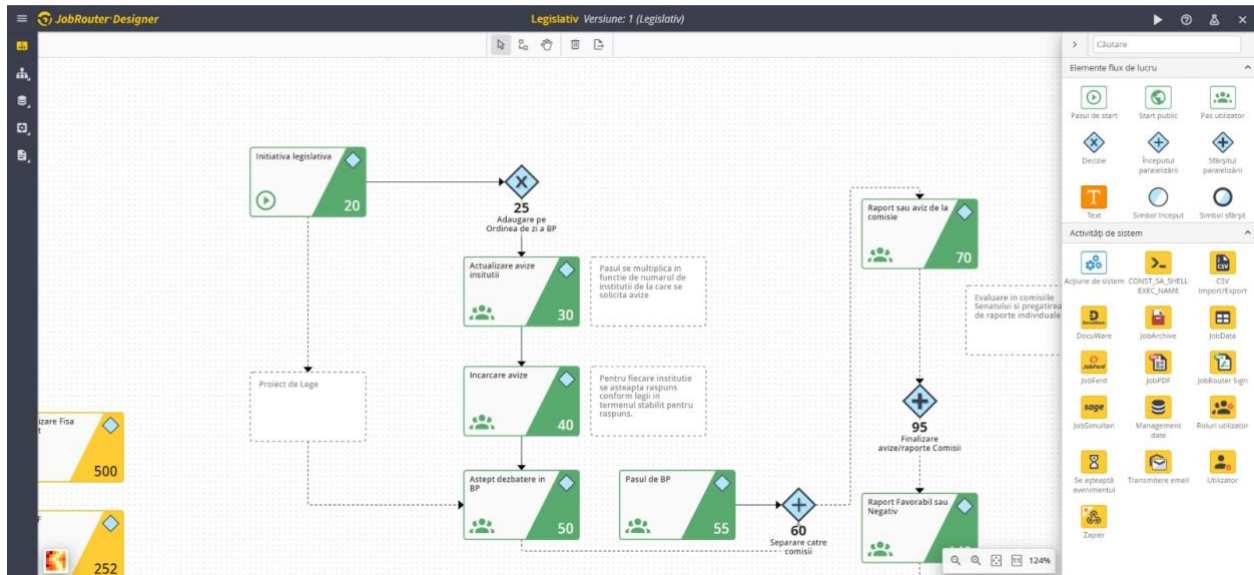 JobRouter Designer
Legislativ Versiune: 1 (Legislativ)
Căutare
Elemente flux de lucru
Pasul de start
Start public
Pas utilizator
Decizie
Începutul
paralelizării
Sfârșitul
paralelizării
Text
Simbol început
Simbol sfârșit
Activități de sistem
Acțiune de sistem
CONST_SA_SHELL
EXEC_NAME
CSV
Import/Export
DocuWare
JobArchive
JobData
JobFerd
JobPDF
JobRouter Sign
sage
JobSimultan
Management
date
Roluri utilizator
Se așteaptă
evenimentul
Transmitere email
Utilizator
Zapier
Initiativa legislativa
20
25
Adaugare pe
Ordinea de zi a BP
Actualizare avize
insitutii
30
Pasul se multiplica in
functie de numarul de
institutii de la care se
solicita avize
Proiect de Lege
Incarcare avize
40
Pentru fiecare institutie
se asteapta raspuns
conform legii in
termenul stabilit pentru
raspuns.
Astept dezbatere in
BP
50
Pasul de BP
55
60
Separare catre
comisii
Raport sau aviz de la
comisie
70
Evaluare in comisiile
Senatului si pregatirea
de raporte individuale
95
Finalizare
avize/raporte Comisii
Raport Favorabil sau
Negativ
izare Fisa
500
252
124%